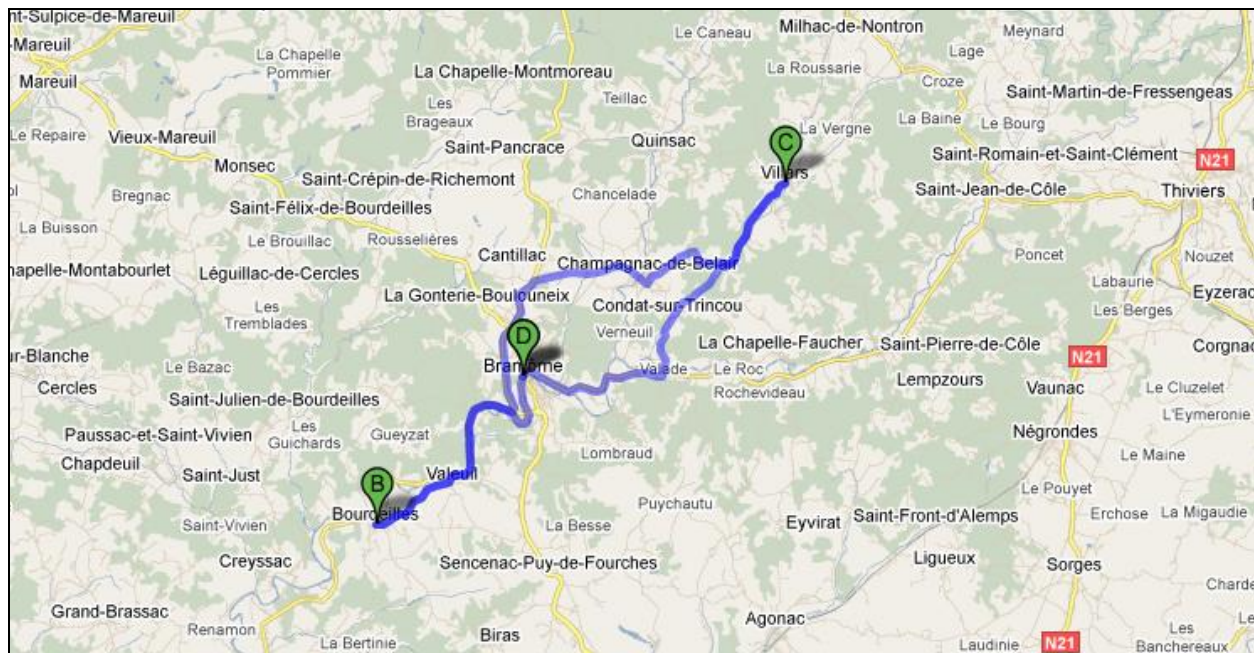 nt-Sulpice-de-Mareuil
-Mareuil
Mareuil
La Chapelle
Pommier
Le Caneau
Milhac-de-Nontron
Meynard
Lage
La Roussarie
Croze
La Chapelle-Montmoreau
Teillac
Saint-Martin-de-Fressengeas
Les
Brageaux
Le Repaire
Vieux-Mareuil
La Baine
Le Bourg
La Vergne
Quinsac
Saint-Pancrace
Monsec
C
Villars
Saint-Romain-et-Saint-Clément
N21
Saint-Crépin-de-Richemont
Bregnac
Chancelade
Saint-Jean-de-Côle
Thiviers
Saint-Félix-de-Bourdeilles
La Buisson
Le Brouillac
Rousselières
Cantillac
Poncet
Nouzet
hapelle-Montabourlet
Léguillac-de-Cercles
Champagnac-de-Belair
Labaurie
La Gonterie-Boulouneix
Condat-sur-Trincou
Eyzerac
Les
Tremblades
Les Berges
Verneuil
D
La Chapelle-Faucher
Saint-Pierre-de-Côle
Corgnac
ur-Blanche
N21
Le Bazac
Brantôme
Valade
Le Roc
Lempzours
Vaunac
Le Cluzelet
Cercles
Rochevideau
Saint-Julien-de-Bourdeilles
L'Eymeronie
Les
Guichards
Paussac-et-Saint-Vivien
Gueyzat
Négrondes
Chapdeuil
Lombraud
Le Maine
Saint-Just
Valeuil
B
Le Pouyet
Puychautu
Bourdeilles
Saint-Vivien
La Besse
Eyvirat
Saint-Front-d'Alemps
Erchose
La Migaudie
Creyssac
Sencenac-Puy-de-Fourches
Ligueux
Sorges
Charde
Grand-Brassac
Agonac
Renamon
La Bertinie
Biras
Laudinie
N21
Les
Banchereaux